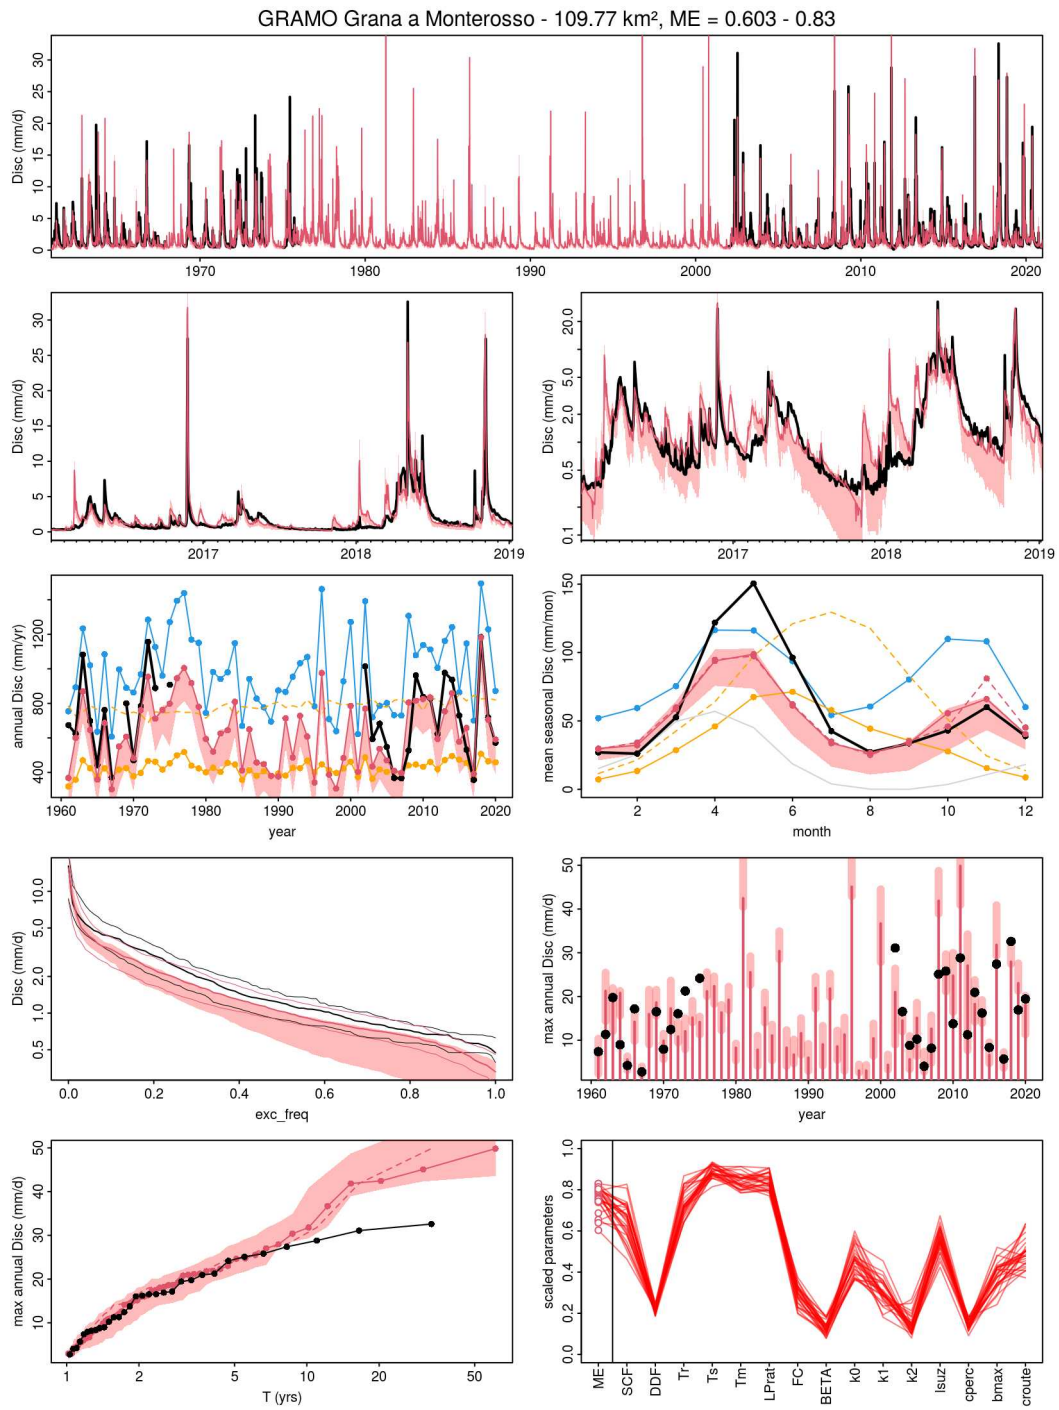 GRAMO Grana a Monterosso - 109.77 km², ME = 0.603 - 0.83
Disc (mm/d)
0 5 10 15 20 25 30
1970 1980 1990 2000 2010 2020
Disc (mm/d)
0 5 10 15 20 25 30
2017 2018 2019
Disc (mm/d)
0.1 0.5 2.0 5.0 20.0
2017 2018 2019
annual Disc (mm/yr)
400 800 1200
1960 1970 1980 1990 2000 2010 2020
year
mean seasonal Disc (mm/mon)
0 50 100 150
2 4 6 8 10 12
month
Disc (mm/d)
0.5 1.0 2.0 5.0 10.0
0.0 0.2 0.4 0.6 0.8 1.0
exc_freq
max annual Disc (mm/d)
10 20 30 40 50
1960 1970 1980 1990 2000 2010 2020
year
max annual Disc (mm/d)
10 20 30 40 50
1 2 5 10 20 50
T (yrs)
scaled parameters
0.0 0.2 0.4 0.6 0.8 1.0
ME SCF DDF Tr Ts Tm LPrat FC BETA k0 k1 k2 lsuz cperc bmax croute